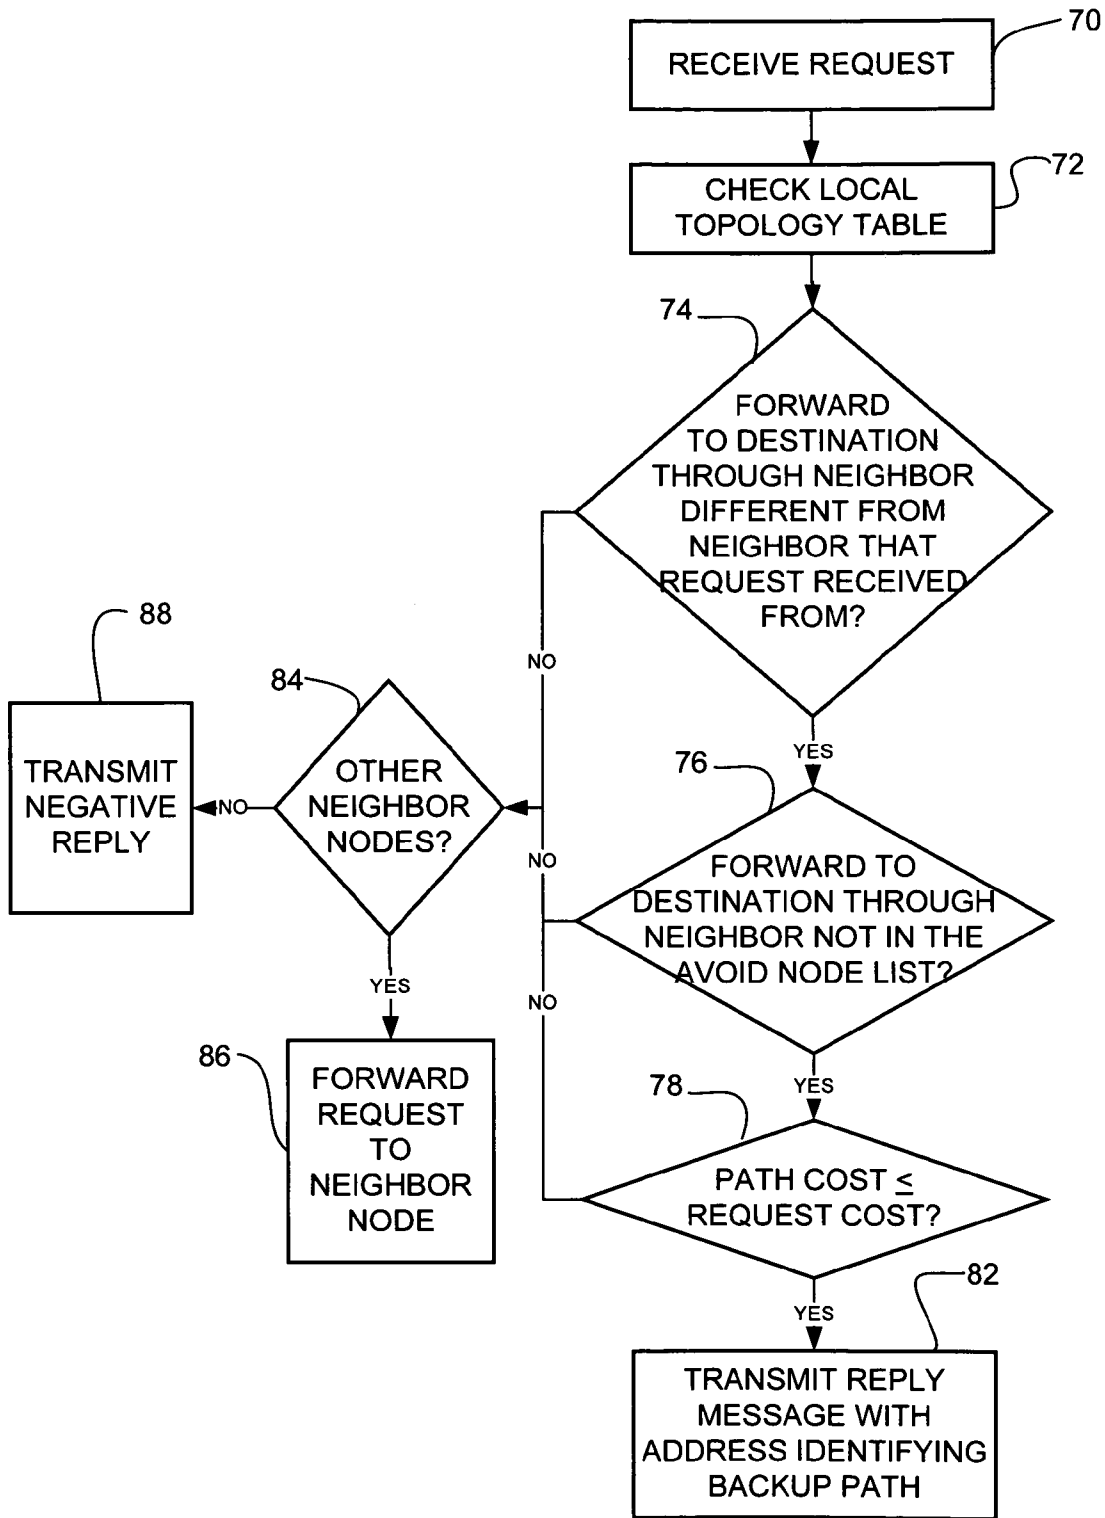 70
RECEIVE REQUEST
72
CHECK LOCAL
TOPOLOGY TABLE
74
FORWARD
TO DESTINATION
THROUGH NEIGHBOR
DIFFERENT FROM
NEIGHBOR THAT
REQUEST RECEIVED
FROM?
NO
YES
88
TRANSMIT
NEGATIVE
REPLY
NO
84
OTHER
NEIGHBOR
NODES?
YES
86
FORWARD
REQUEST
TO
NEIGHBOR
NODE
76
FORWARD TO
DESTINATION THROUGH
NEIGHBOR NOT IN THE
AVOID NODE LIST?
NO
YES
78
PATH COST ≤
REQUEST COST?
NO
YES
82
TRANSMIT REPLY
MESSAGE WITH
ADDRESS IDENTIFYING
BACKUP PATH